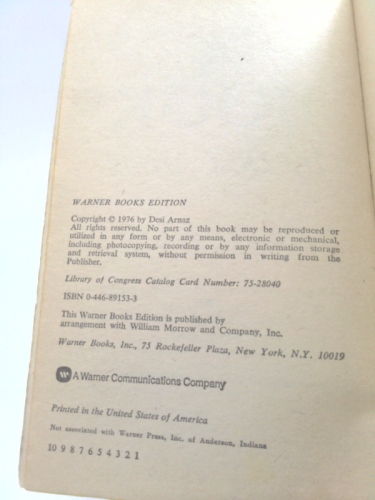 WARNER BOOKS EDITION
Copyright © 1976 by Desi Arnaz
All rights reserved. No part of this book may be reproduced or
utilized in any form or by any means, electronic or mechanical,
including photocopying, recording or by any information storage
and retrieval system, without permission in writing from the
Publisher.
Library of Congress Catalog Card Number: 75-28040
ISBN 0-446-89153-3
This Warner Books Edition is published by
arrangement with William Morrow and Company, Inc.
Warner Books, Inc., 75 Rockefeller Plaza, New York, N.Y. 10019
A Warner Communications Company
Printed in the United States of America
Not associated with Warner Press, Inc. of Anderson, Indiana
10 9 8 7 6 5 4 3 2 1